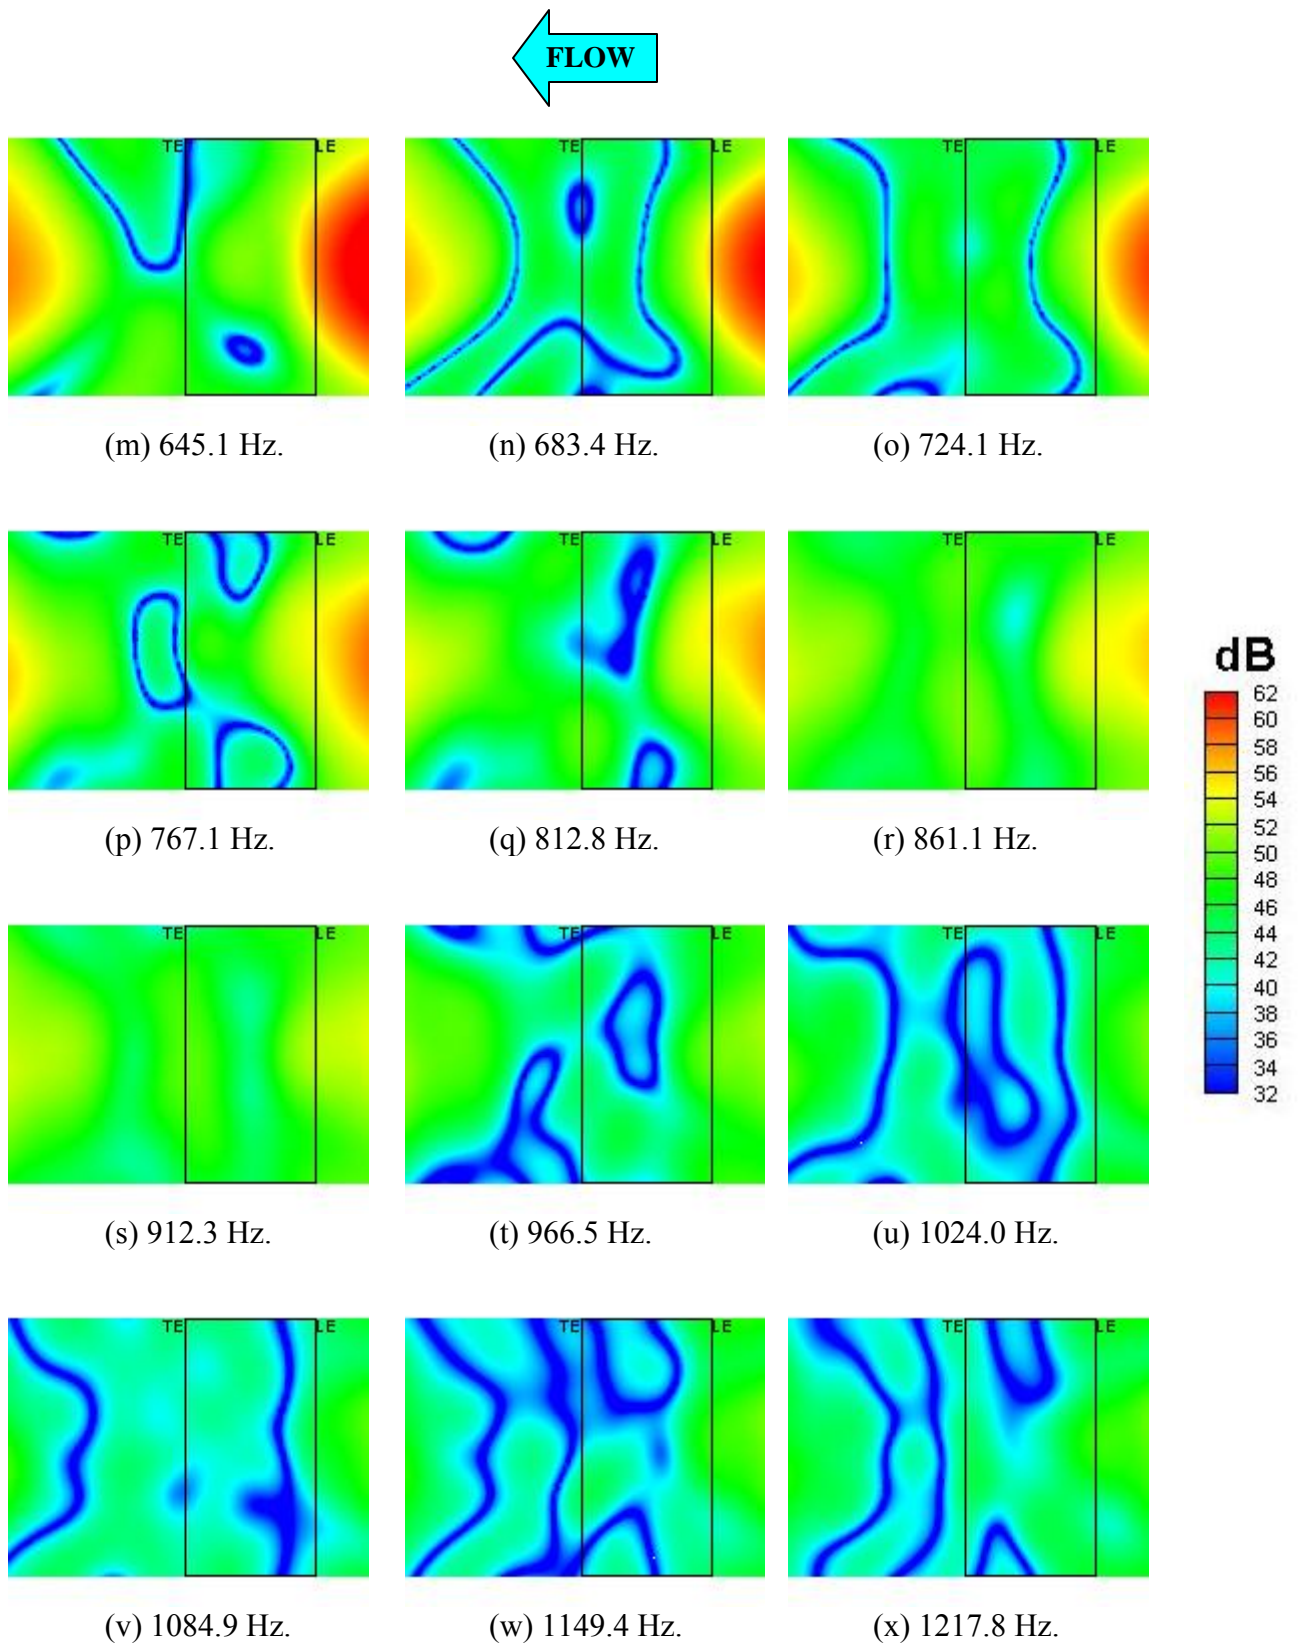 FLOW
TE LE TE LE TE LE
(m) 645.1 Hz. (n) 683.4 Hz. (o) 724.1 Hz.
TE LE TE LE TE LE
(p) 767.1 Hz. (q) 812.8 Hz. (r) 861.1 Hz.
dB
62
60
58
56
54
52
50
48
46
44
42
40
38
36
34
32
TE LE TE LE TE LE
(s) 912.3 Hz. (t) 966.5 Hz. (u) 1024.0 Hz.
TE LE TE LE TE LE
(v) 1084.9 Hz. (w) 1149.4 Hz. (x) 1217.8 Hz.